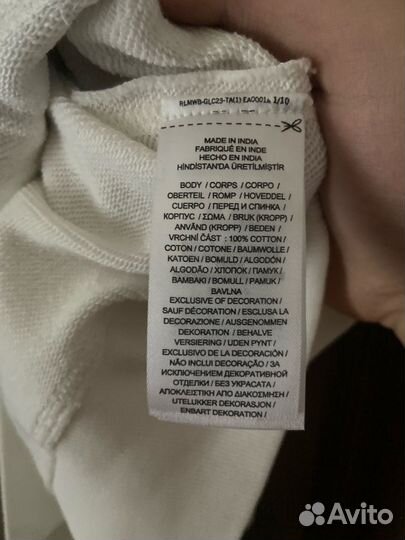 RLMWB-GLC23-TA(1) EA0001A 1/10
MADE IN INDIA
FABRIQUÉ EN INDE
HECHO EN INDIA
HİNDİSTAN'DA ÜRETİLMİŞTİR
BODY / CORPS / CORPO /
OBERTEIL / ROMP / HOVEDDEL /
CUERPO / ПЕРЕД И СПИНКА /
КОРПУС / ΣΩΜΑ / BRUK (KROPP) /
ANVÄND (KROPP) / BEDEN /
VRCHNÍ ČÁST : 100% COTTON /
COTON / COTONE / BAUMWOLLE /
KATOEN / BOMULD / ALGODÓN /
ALGODÃO / ХЛОПОК / ПАМУК /
ΒΑΜΒΑΚΙ / BOMULL / PAMUK /
BAVLNA
EXCLUSIVE OF DECORATION /
SAUF DÉCORATION / ESCLUSA LA
DECORAZIONE / AUSGENOMMEN
DEKORATION / BEHALVE
VERSIERING / UDEN PYNT /
EXCLUSIVO DE LA DECORACIÓN /
NÃO INCLUI DECORAÇÃO / ЗА
ИСКЛЮЧЕНИЕМ ДЕКОРАТИВНОЙ
ОТДЕЛКИ / БЕЗ УКРАСАТА /
ΑΠΟΚΛΕΙΣΤΙΚΗ ΑΠΟ ΔΙΑΚΟΣΜΗΣΗ /
UTELUKKER DEKORASJON /
ENBART DEKORATION /
Avito